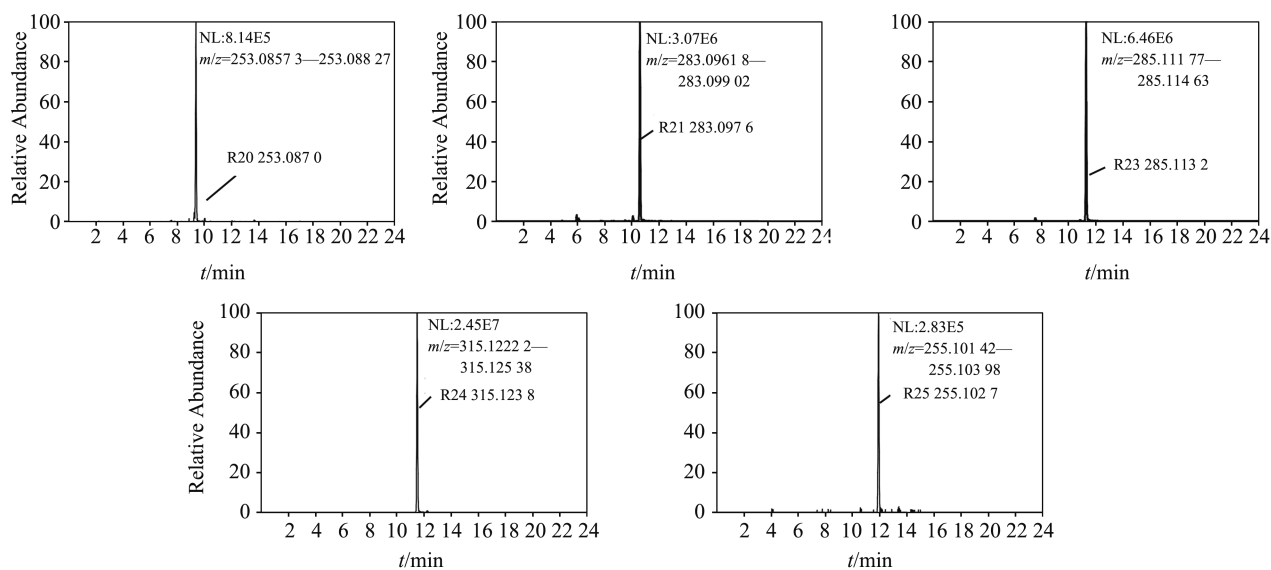 100
80
60
40
20
0
Relative Abundance
NL:8.14E5
m/z=253.0857 3—253.088 27
R20 253.087 0
2 4 6 8 10 12 14 16 18 20 22 24
t/min
100
80
60
40
20
0
Relative Abundance
NL:3.07E6
m/z=283.0961 8—
283.099 02
R21 283.097 6
2 4 6 8 10 12 14 16 18 20 22 24
t/min
100
80
60
40
20
0
NL:6.46E6
m/z=285.111 77—
285.114 63
R23 285.113 2
2 4 6 8 10 12 14 16 18 20 22 24
t/min
100
80
60
40
20
0
Relative Abundance
NL:2.45E7
m/z=315.1222 2—
315.125 38
R24 315.123 8
2 4 6 8 10 12 14 16 18 20 22 24
t/min
100
80
60
40
20
0
NL:2.83E5
m/z=255.101 42—
255.103 98
R25 255.102 7
2 4 6 8 10 12 14 16 18 20 22 24
t/min